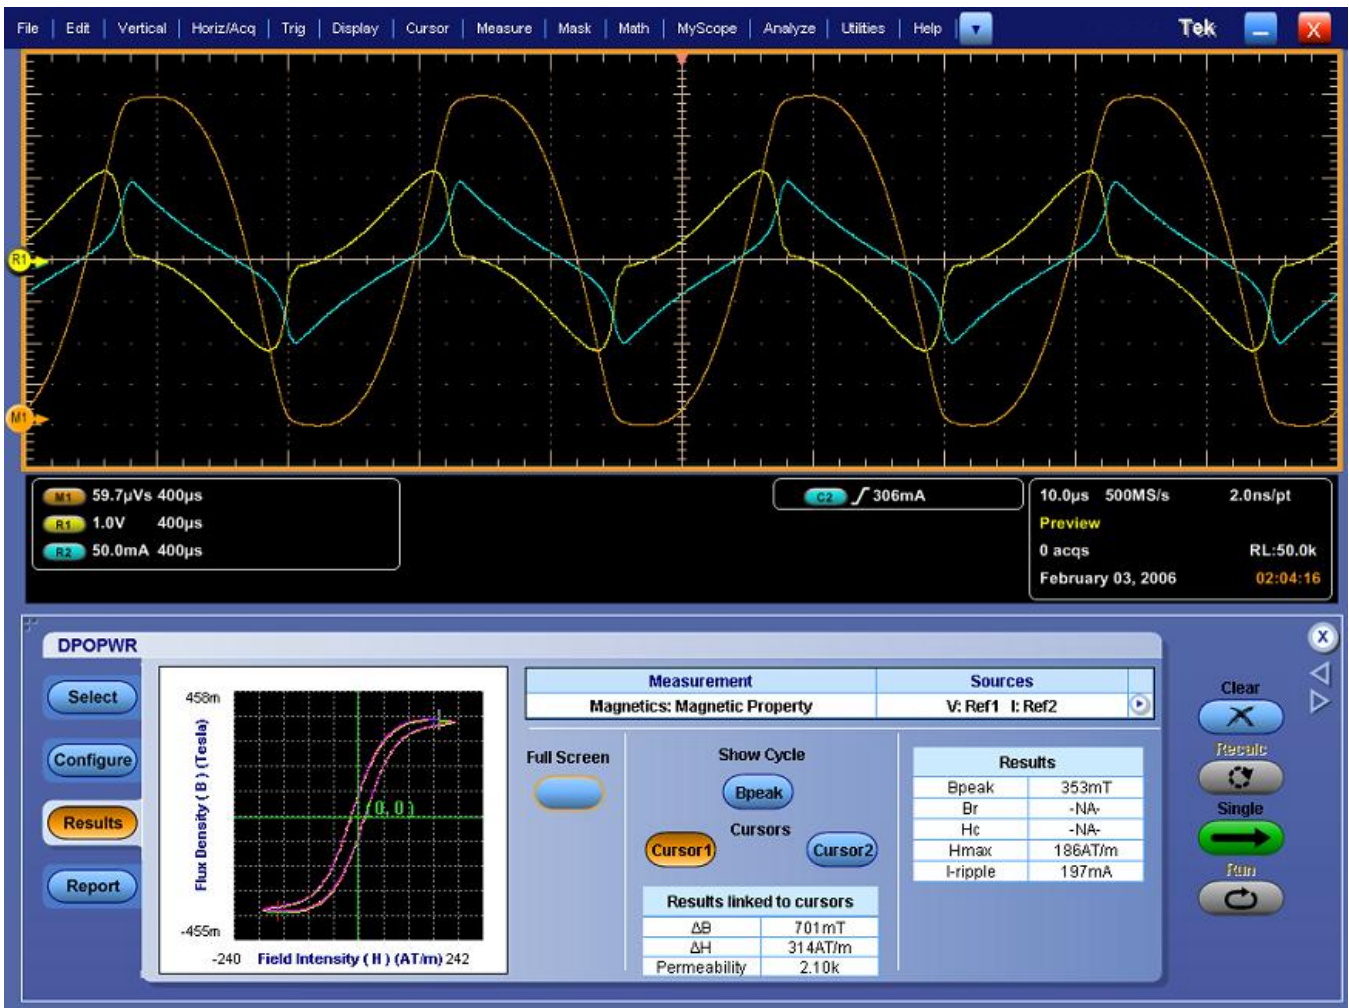 File Edit Vertical Horiz/Acq Trig Display Cursor Measure Mask Math MyScope Analyze Utilities Help Tek X
R1
M1
M1 59.7µVs 400µs
R1 1.0V 400µs
R2 50.0mA 400µs
C2 306mA
10.0µs 500MS/s 2.0ns/pt
Preview
0 acqs RL:50.0k
February 03, 2006 02:04:16
DPOPWR
X
Select
Configure
Results
Report
458m
Flux Density ( B ) (Tesla)
(0, 0)
-455m
-240 Field Intensity ( H ) (AT/m) 242
Measurement Sources
Magnetics: Magnetic Property V: Ref1 I: Ref2
Full Screen
Show Cycle
Bpeak
Cursors
Cursor1 Cursor2
Results linked to cursors
ΔB 701mT
ΔH 314AT/m
Permeability 2.10k
Results
Bpeak 353mT
Br -NA-
Hc -NA-
Hmax 186AT/m
I-ripple 197mA
Clear
Recalc
Single
Run